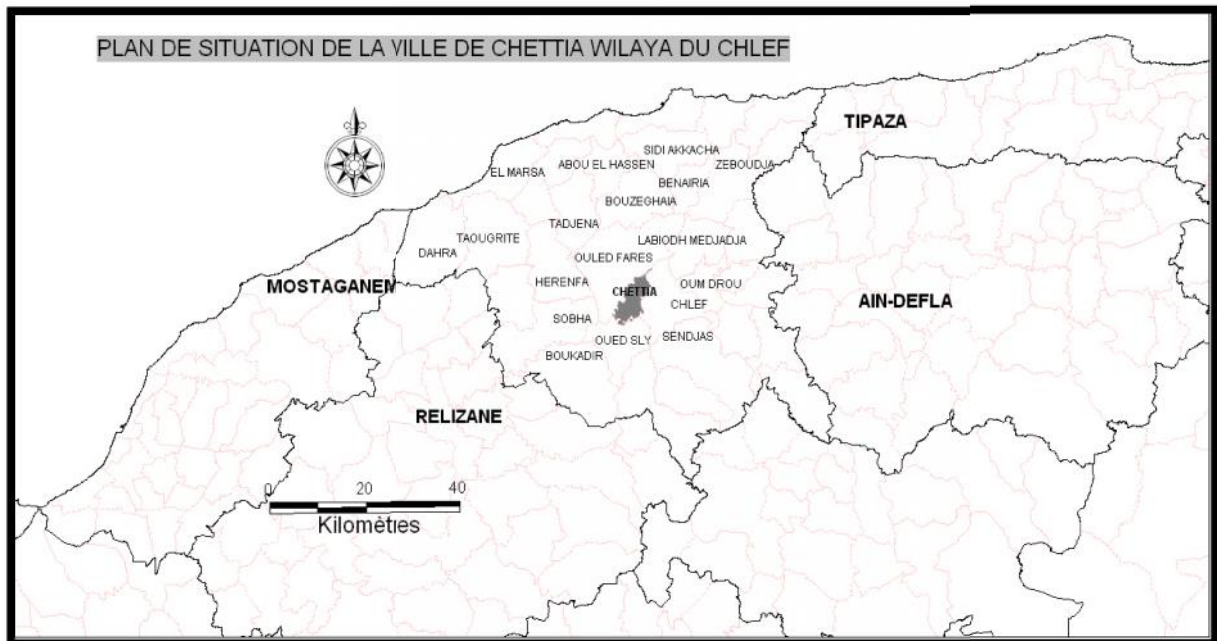 PLAN DE SITUATION DE LA VILLE DE CHETTIA WILAYA DU CHLEF
TIPAZA
SIDI AKKACHA
ABOU EL HASSEN
ZEBOUDJA
EL MARSA
BENAIRIA
BOUZEGHAIA
TADJENA
TAOUGRITE
LABIODH MEDJADJA
DAHRA
OULED FARES
HERENFA
OUM DROU
MOSTAGANEM
CHETTIA
AIN-DEFLA
CHLEF
SOBHA
SENDJAS
OUED SLY
BOUKADIR
RELIZANE
0 20 40
Kilomètres